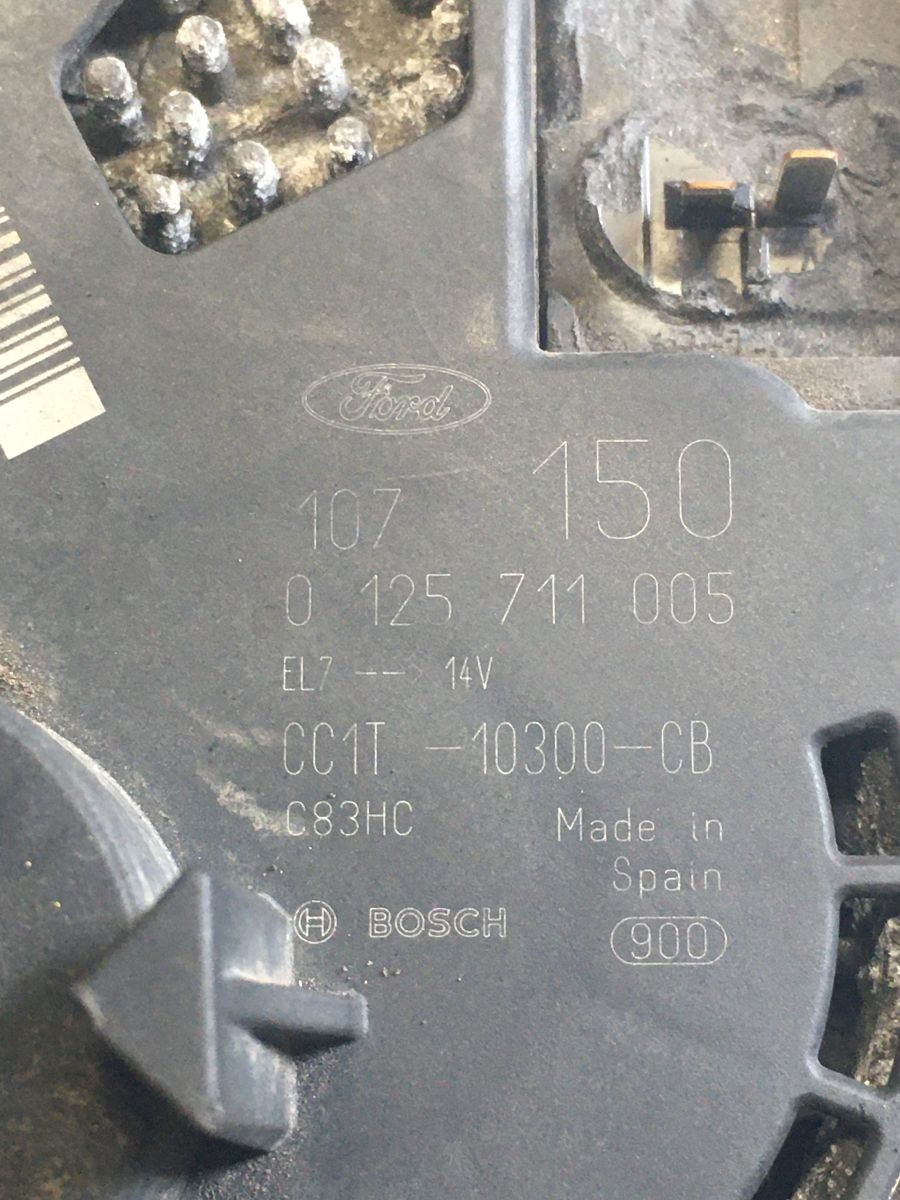 Ford
107 150
0 125 711 005
EL7 --> 14V
CC1T -10300-CB
C83HC Made in
Spain
BOSCH 900